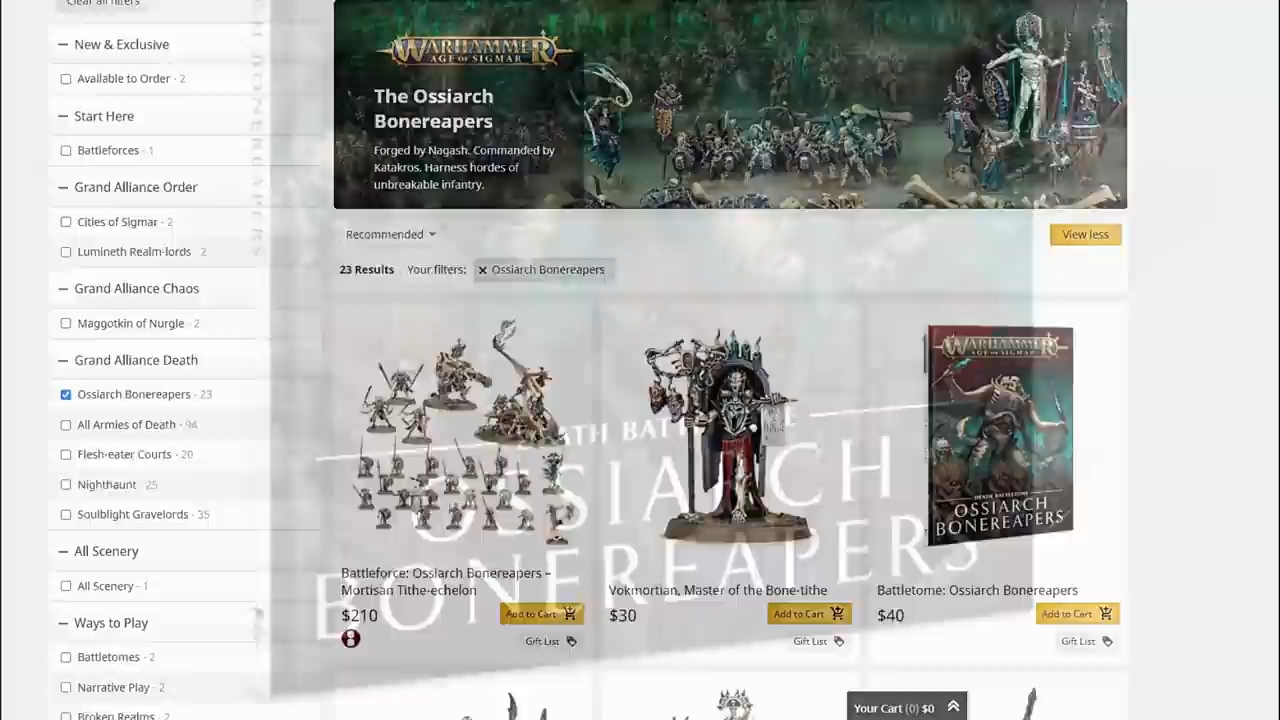 Clear all filters
New & Exclusive
Available to Order - 2
Start Here
Battleforces - 1
Grand Alliance Order
Cities of Sigmar - 2
Lumineth Realm-lords 2
Grand Alliance Chaos
Maggotkin of Nurgle - 2
Grand Alliance Death
Ossiarch Bonereapers - 23
All Armies of Death - 94
Flesh-eater Courts - 20
Nighthaunt 25
Soulblight Gravelords - 35
All Scenery
All Scenery - 1
Ways to Play
Battletomes - 2
Narrative Play - 2
Broken Realms - 2
WARHAMMER
AGE OF SIGMAR
The Ossiarch
Bonereapers
Forged by Nagash. Commanded by
Katakros. Harness hordes of
unbreakable infantry.
Recommended
View less
23 Results Your filters: × Ossiarch Bonereapers
WARHAMMER
AGE OF SIGMAR
DEATH BATTLETOME
OSSIARCH
BONEREAPERS
OSSIARCH
BONEREAPERS
Battleforce: Ossiarch Bonereapers –
Mortisan Tithe-echelon
$210
Add to Cart
Gift List
Vokmortian, Master of the Bone-tithe
$30
Add to Cart
Gift List
Battletome: Ossiarch Bonereapers
$40
Add to Cart
Gift List
Your Cart (0) $0